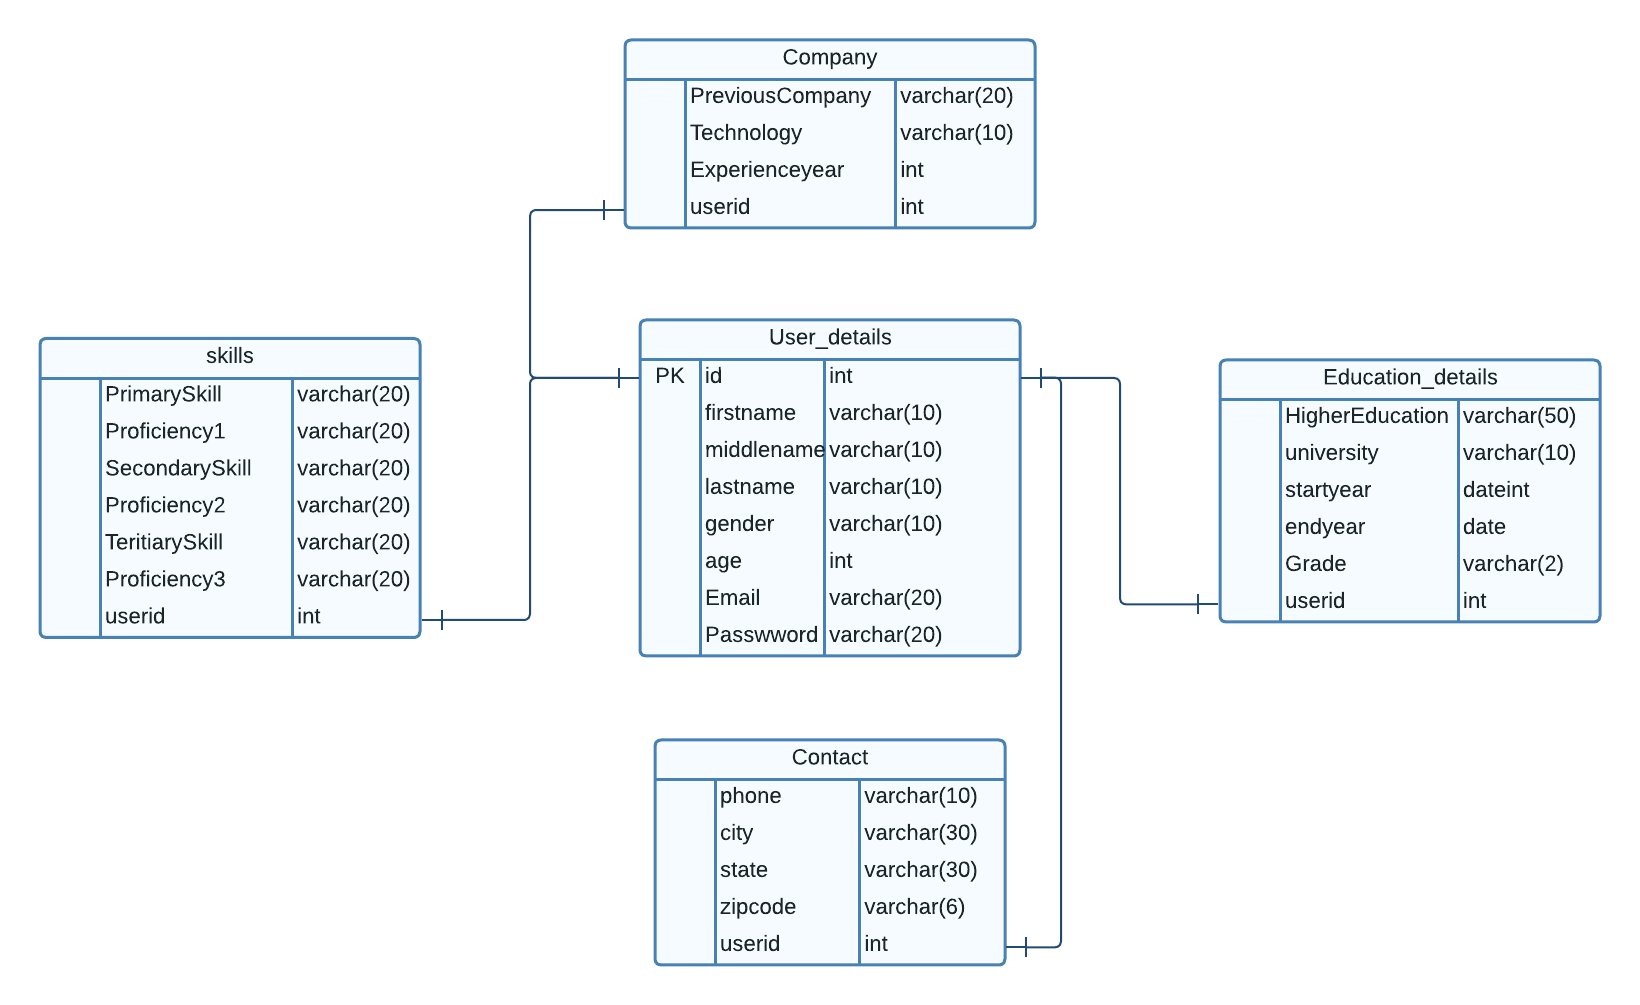 Company
PreviousCompany varchar(20)
Technology varchar(10)
Experienceyear int
userid int
skills
PrimarySkill varchar(20)
Proficiency1 varchar(20)
SecondarySkill varchar(20)
Proficiency2 varchar(20)
TeritiarySkill varchar(20)
Proficiency3 varchar(20)
userid int
User_details
PK id int
firstname varchar(10)
middlename varchar(10)
lastname varchar(10)
gender varchar(10)
age int
Email varchar(20)
Passwword varchar(20)
Education_details
HigherEducation varchar(50)
university varchar(10)
startyear dateint
endyear date
Grade varchar(2)
userid int
Contact
phone varchar(10)
city varchar(30)
state varchar(30)
zipcode varchar(6)
userid int